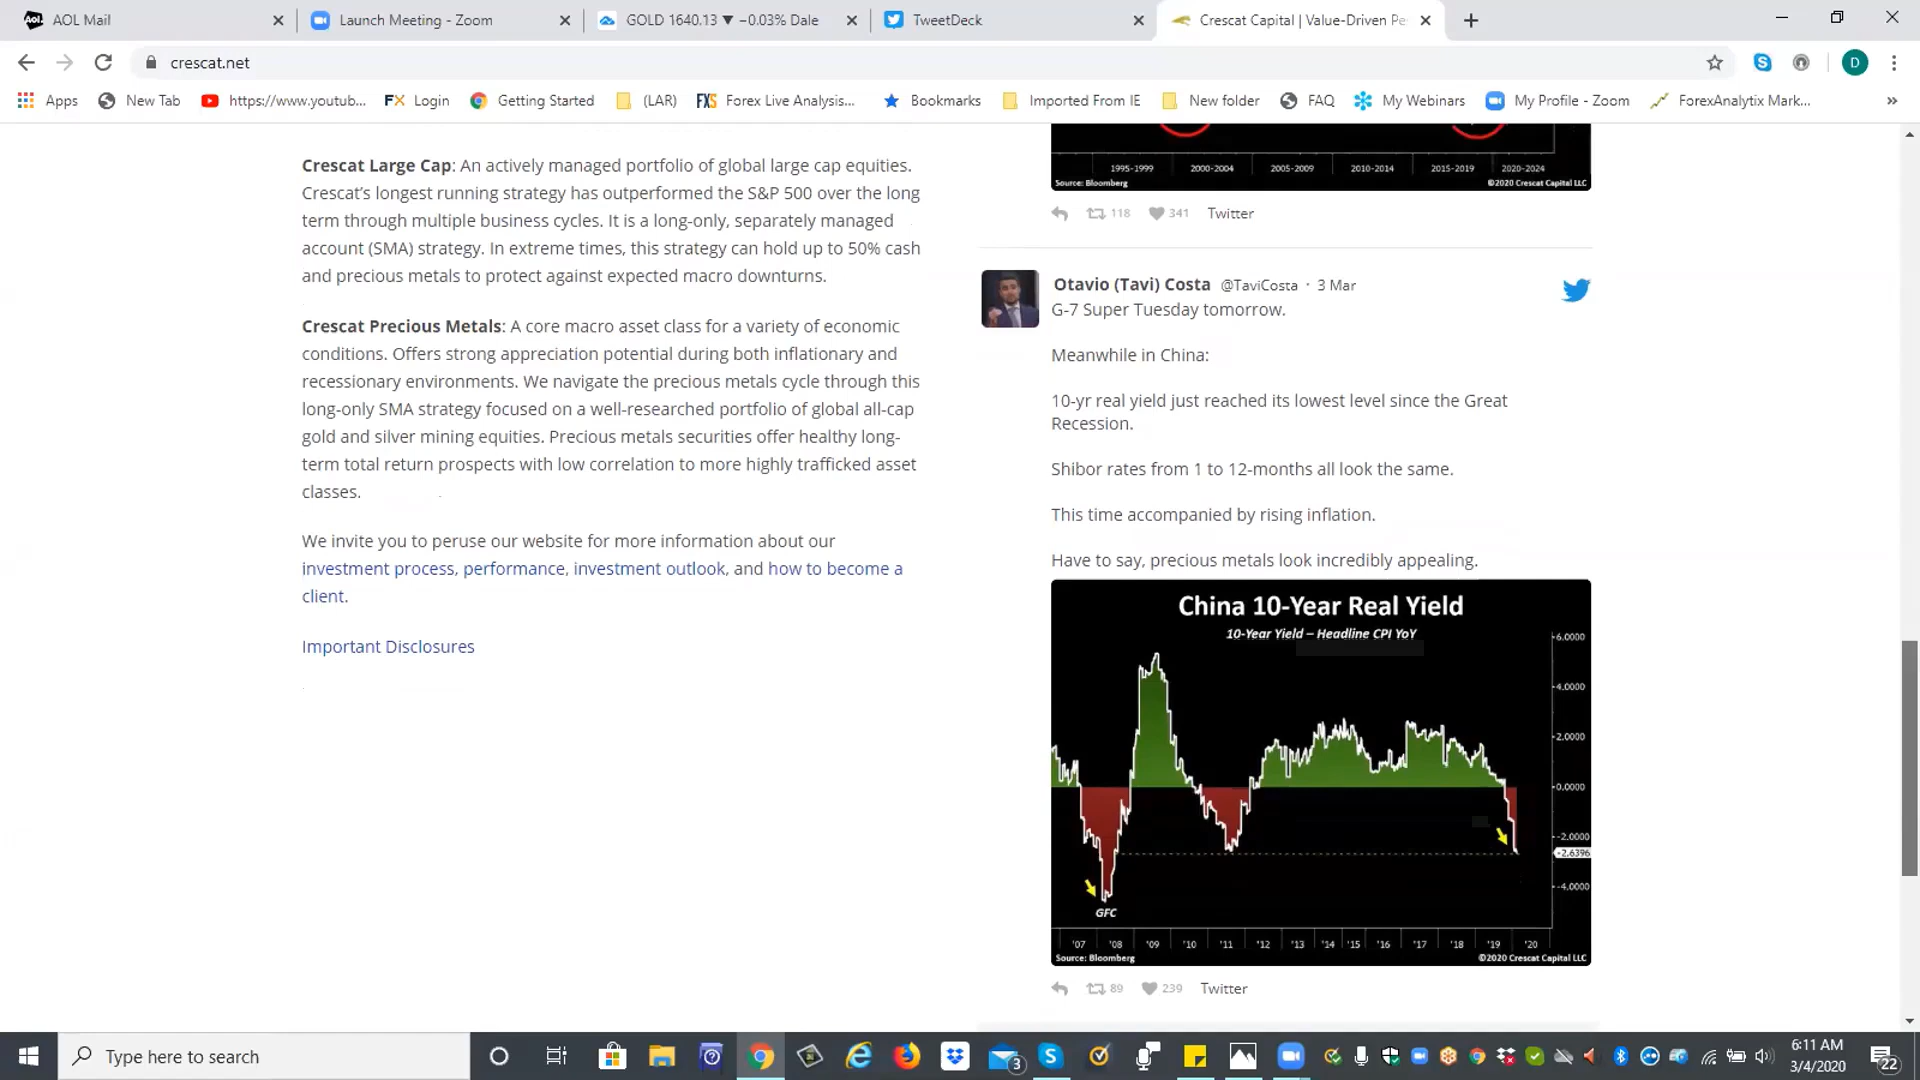 AOL Mail
Launch Meeting - Zoom
GOLD 1640.13 ▼ −0.03% Dale
TweetDeck
Crescat Capital | Value-Driven Pe
crescat.net
D
Apps
New Tab
https://www.youtub...
FX Login
Getting Started
(LAR)
FXS Forex Live Analysis...
Bookmarks
Imported From IE
New folder
FAQ
My Webinars
My Profile - Zoom
ForexAnalytix Mark...
»
Crescat Large Cap: An actively managed portfolio of global large cap equities.
Crescat's longest running strategy has outperformed the S&P 500 over the long
term through multiple business cycles. It is a long-only, separately managed
account (SMA) strategy. In extreme times, this strategy can hold up to 50% cash
and precious metals to protect against expected macro downturns.
Crescat Precious Metals: A core macro asset class for a variety of economic
conditions. Offers strong appreciation potential during both inflationary and
recessionary environments. We navigate the precious metals cycle through this
long-only SMA strategy focused on a well-researched portfolio of global all-cap
gold and silver mining equities. Precious metals securities offer healthy long-
term total return prospects with low correlation to more highly trafficked asset
classes.
We invite you to peruse our website for more information about our
investment process, performance, investment outlook, and how to become a
client.
Important Disclosures
1995-1999 2000-2004 2005-2009 2010-2014 2015-2019 2020-2024
Source: Bloomberg ©2020 Crescat Capital LLC
118 341 Twitter
Otavio (Tavi) Costa @TaviCosta · 3 Mar
G-7 Super Tuesday tomorrow.
Meanwhile in China:
10-yr real yield just reached its lowest level since the Great
Recession.
Shibor rates from 1 to 12-months all look the same.
This time accompanied by rising inflation.
Have to say, precious metals look incredibly appealing.
China 10-Year Real Yield
10-Year Yield – Headline CPI YoY
6.0000
4.0000
2.0000
0.0000
-2.0000
-2.6396
-4.0000
GFC
'07 '08 '09 '10 '11 '12 '13 '14 '15 '16 '17 '18 '19 '20
Source: Bloomberg ©2020 Crescat Capital LLC
89 239 Twitter
Type here to search
3
6:11 AM
3/4/2020
22